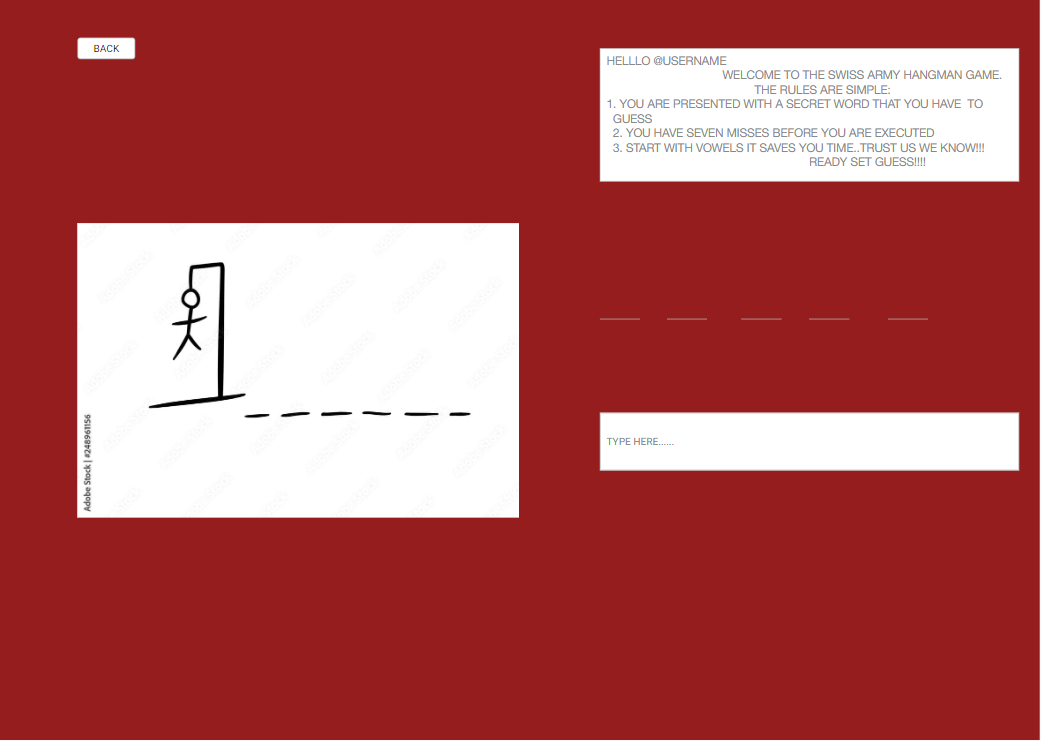 BACK
HELLLO @USERNAME
WELCOME TO THE SWISS ARMY HANGMAN GAME.
THE RULES ARE SIMPLE:
1. YOU ARE PRESENTED WITH A SECRET WORD THAT YOU HAVE TO
GUESS
2. YOU HAVE SEVEN MISSES BEFORE YOU ARE EXECUTED
3. START WITH VOWELS IT SAVES YOU TIME..TRUST US WE KNOW!!!
READY SET GUESS!!!!
TYPE HERE......
Adobe Stock | #248961156